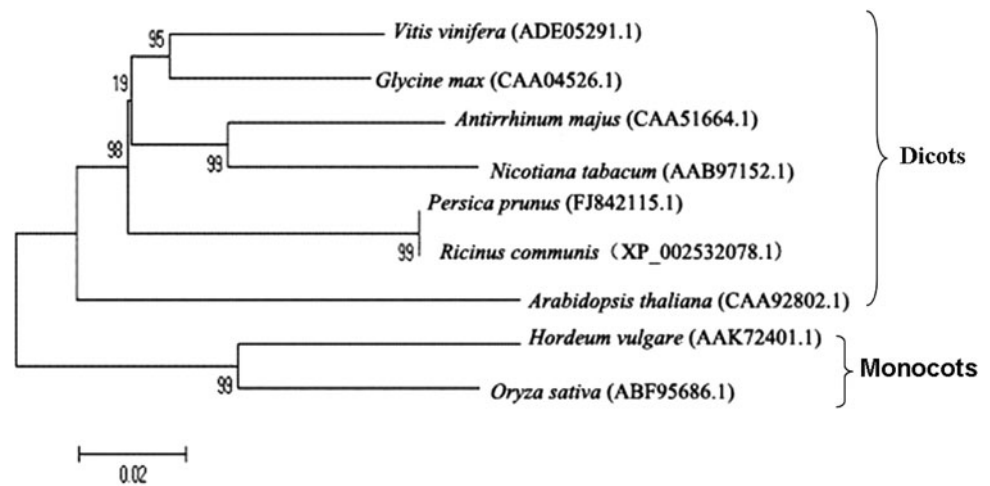 95
Vitis vinifera (ADE05291.1)
Glycine max (CAA04526.1)
19
Antirrhinum majus (CAA51664.1)
98
99
Nicotiana tabacum (AAB97152.1)
Dicots
Persica prunus (FJ842115.1)
99
Ricinus communis（XP_002532078.1）
Arabidopsis thaliana (CAA92802.1)
Hordeum vulgare (AAK72401.1)
Monocots
99
Oryza sativa (ABF95686.1)
0.02